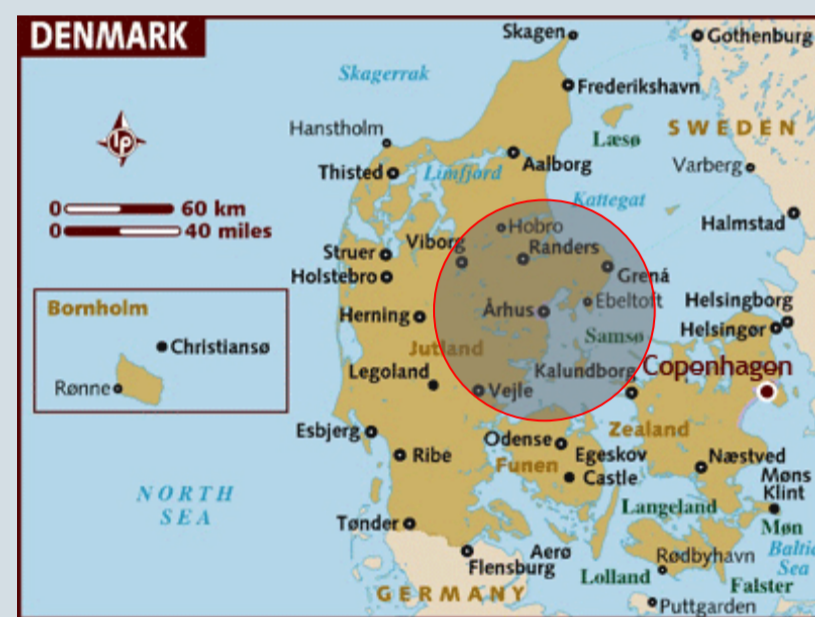 DENMARK
Skagen
Gothenburg
Skagerrak
Frederikshavn
Hanstholm
Læsø
SWEDEN
lp
Thisted
Limfjord
Aalborg
Varberg
Kattegat
0 60 km
0 40 miles
Halmstad
Hobro
Viborg
Randers
Struer
Grenå
Holstebro
Ebeltoft
Helsingborg
Bornholm
Herning
Århus
Helsingør
Samsø
Christiansø
Jutland
Kalundborg
Copenhagen
Legoland
Rønne
Vejle
Zealand
Esbjerg
Odense
Ribe
Funen
Egeskov
Castle
Næstved
Møns
Klint
NORTH
SEA
Langeland
Tønder
Møn
Aerø
Rødbyhavn
Baltic
Sea
Flensburg
Lolland
Falster
GERMANY
Puttgarden